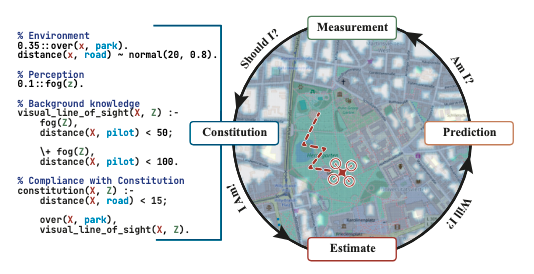 % Environment
0.35::over(x, park).
distance(x, road) ~ normal(20, 0.8).
% Perception
0.1::fog(z).
% Background knowledge
visual_line_of_sight(X, Z) :-
fog(Z),
distance(X, pilot) < 50;
\+ fog(Z),
distance(X, pilot) < 100.
% Compliance with Constitution
constitution(X, Z) :-
distance(X, road) < 15;
over(X, park),
visual_line_of_sight(X, Z).
Measurement
Should I?
Am I?
Constitution
Prediction
I Am!
Will I?
Estimate